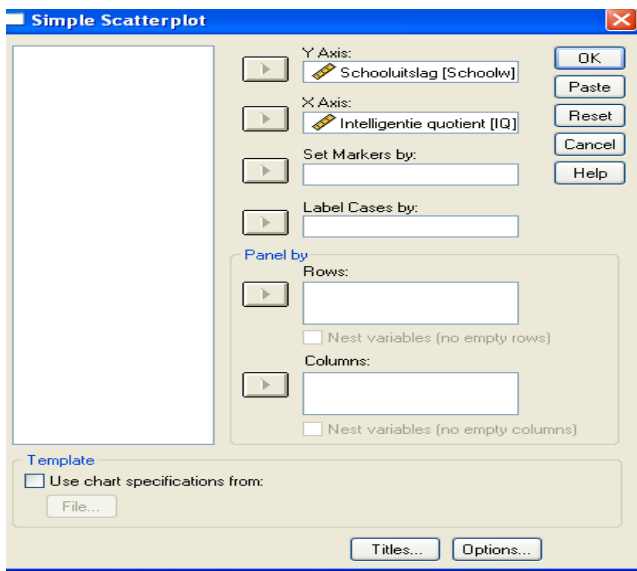 Simple Scatterplot
Y Axis:
Schooluitslag [Schoolw]
X Axis:
Intelligentie quotient [IQ]
Set Markers by:
Label Cases by:
Panel by
Rows:
Nest variables (no empty rows)
Columns:
Nest variables (no empty columns)
OK
Paste
Reset
Cancel
Help
Template
Use chart specifications from:
File...
Titles...
Options...